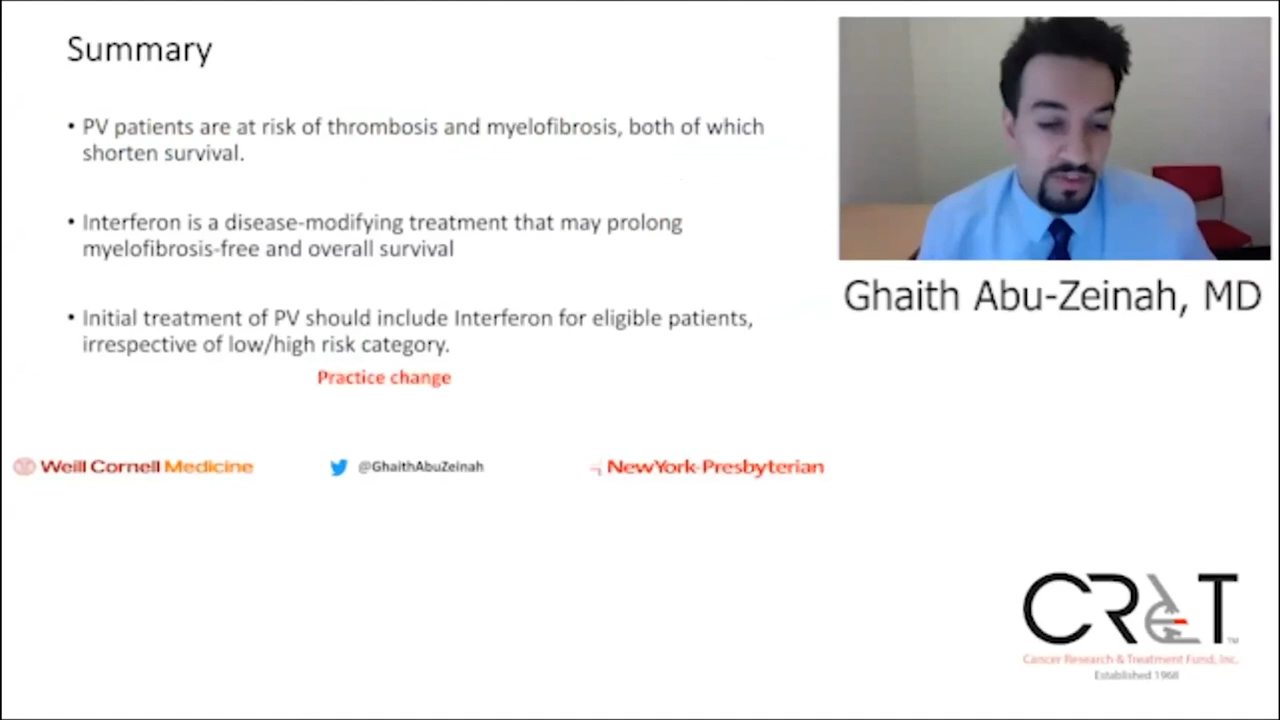 Summary
• PV patients are at risk of thrombosis and myelofibrosis, both of which
shorten survival.
• Interferon is a disease-modifying treatment that may prolong
myelofibrosis-free and overall survival
• Initial treatment of PV should include Interferon for eligible patients,
irrespective of low/high risk category.
Practice change
Weill Cornell Medicine
@GhaithAbuZeinah
NewYork-Presbyterian
Ghaith Abu-Zeinah, MD
CR&T™
Cancer Research & Treatment Fund, Inc.
Established 1968